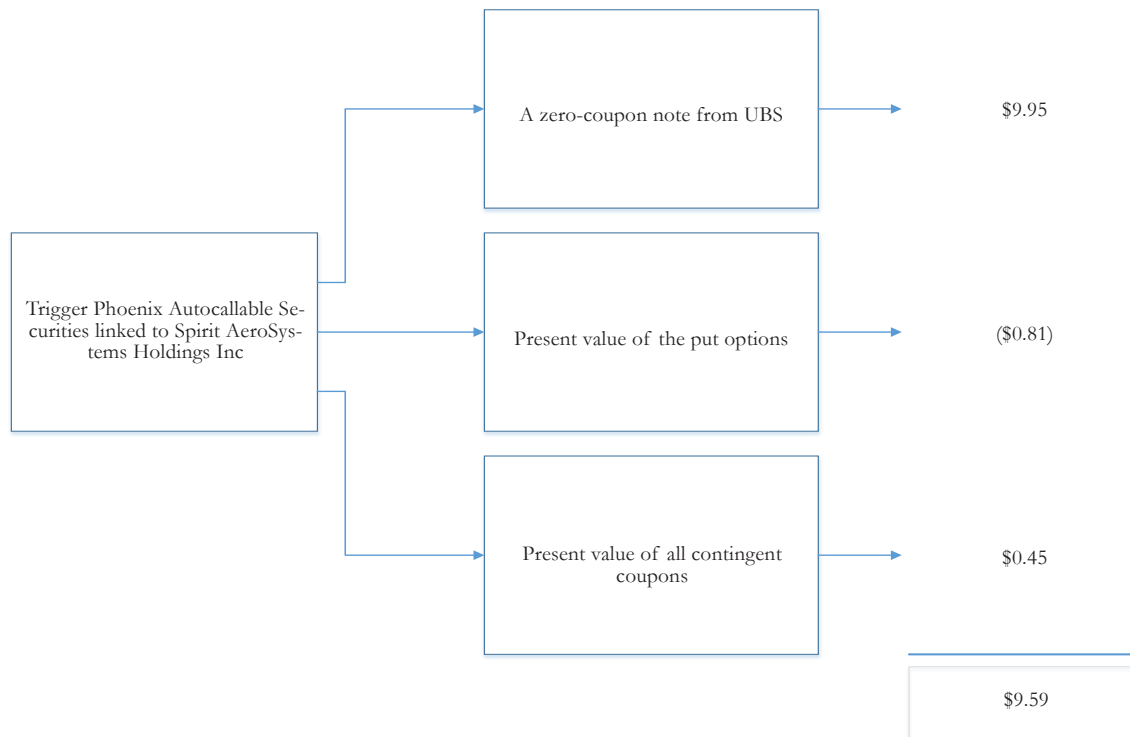 A zero-coupon note from UBS
$9.95
Trigger Phoenix Autocallable Se-
curities linked to Spirit AeroSys-
tems Holdings Inc
Present value of the put options
($0.81)
Present value of all contingent
coupons
$0.45
$9.59